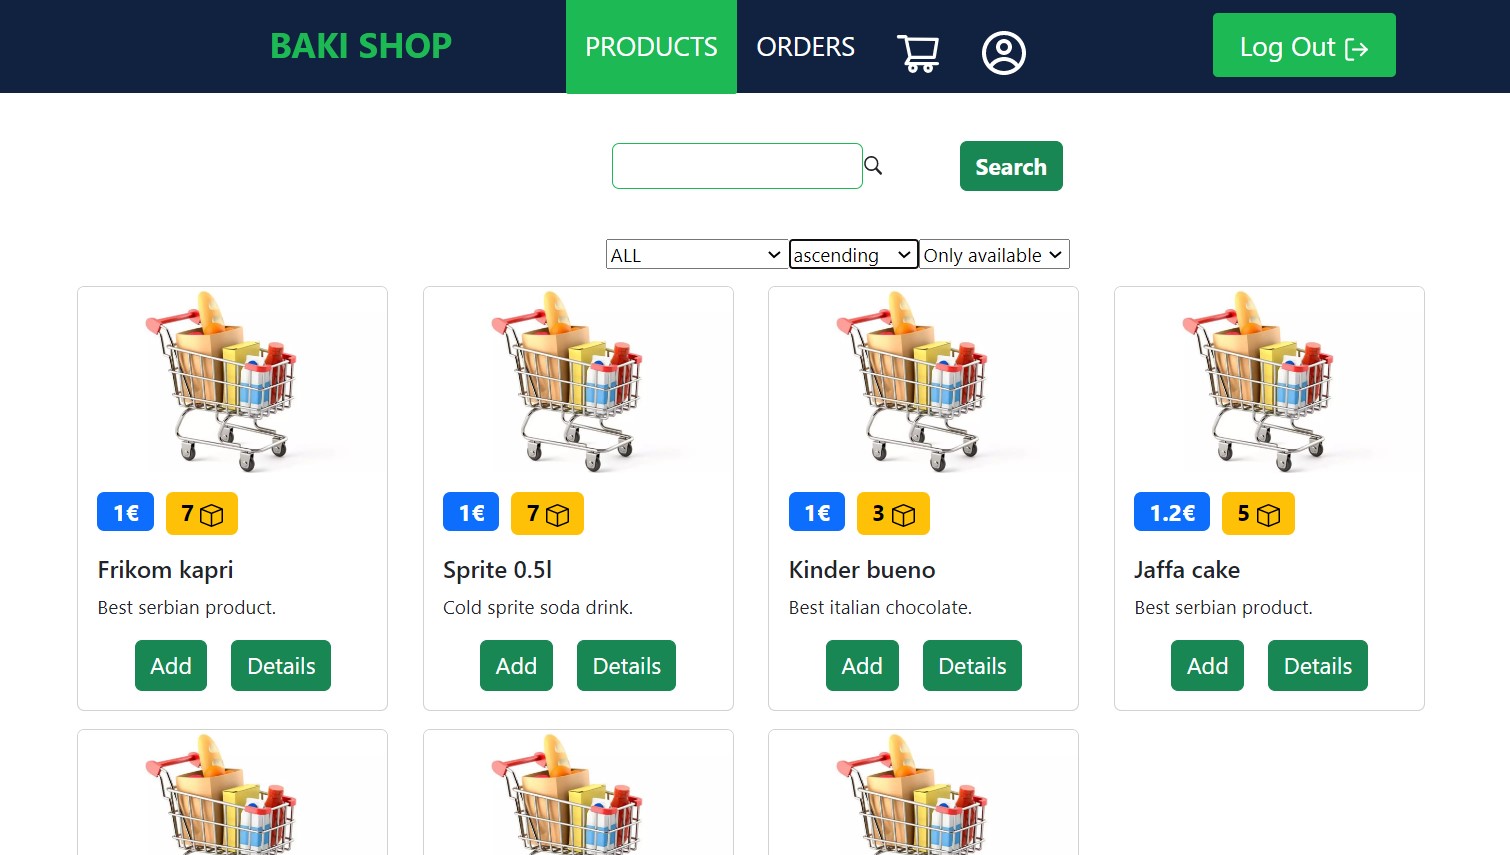 BAKI SHOP PRODUCTS ORDERS Log Out
Search
ALL ascending Only available
1€ 7 1€ 7 1€ 3 1.2€ 5
Frikom kapri Sprite 0.5l Kinder bueno Jaffa cake
Best serbian product. Cold sprite soda drink. Best italian chocolate. Best serbian product.
Add Details Add Details Add Details Add Details